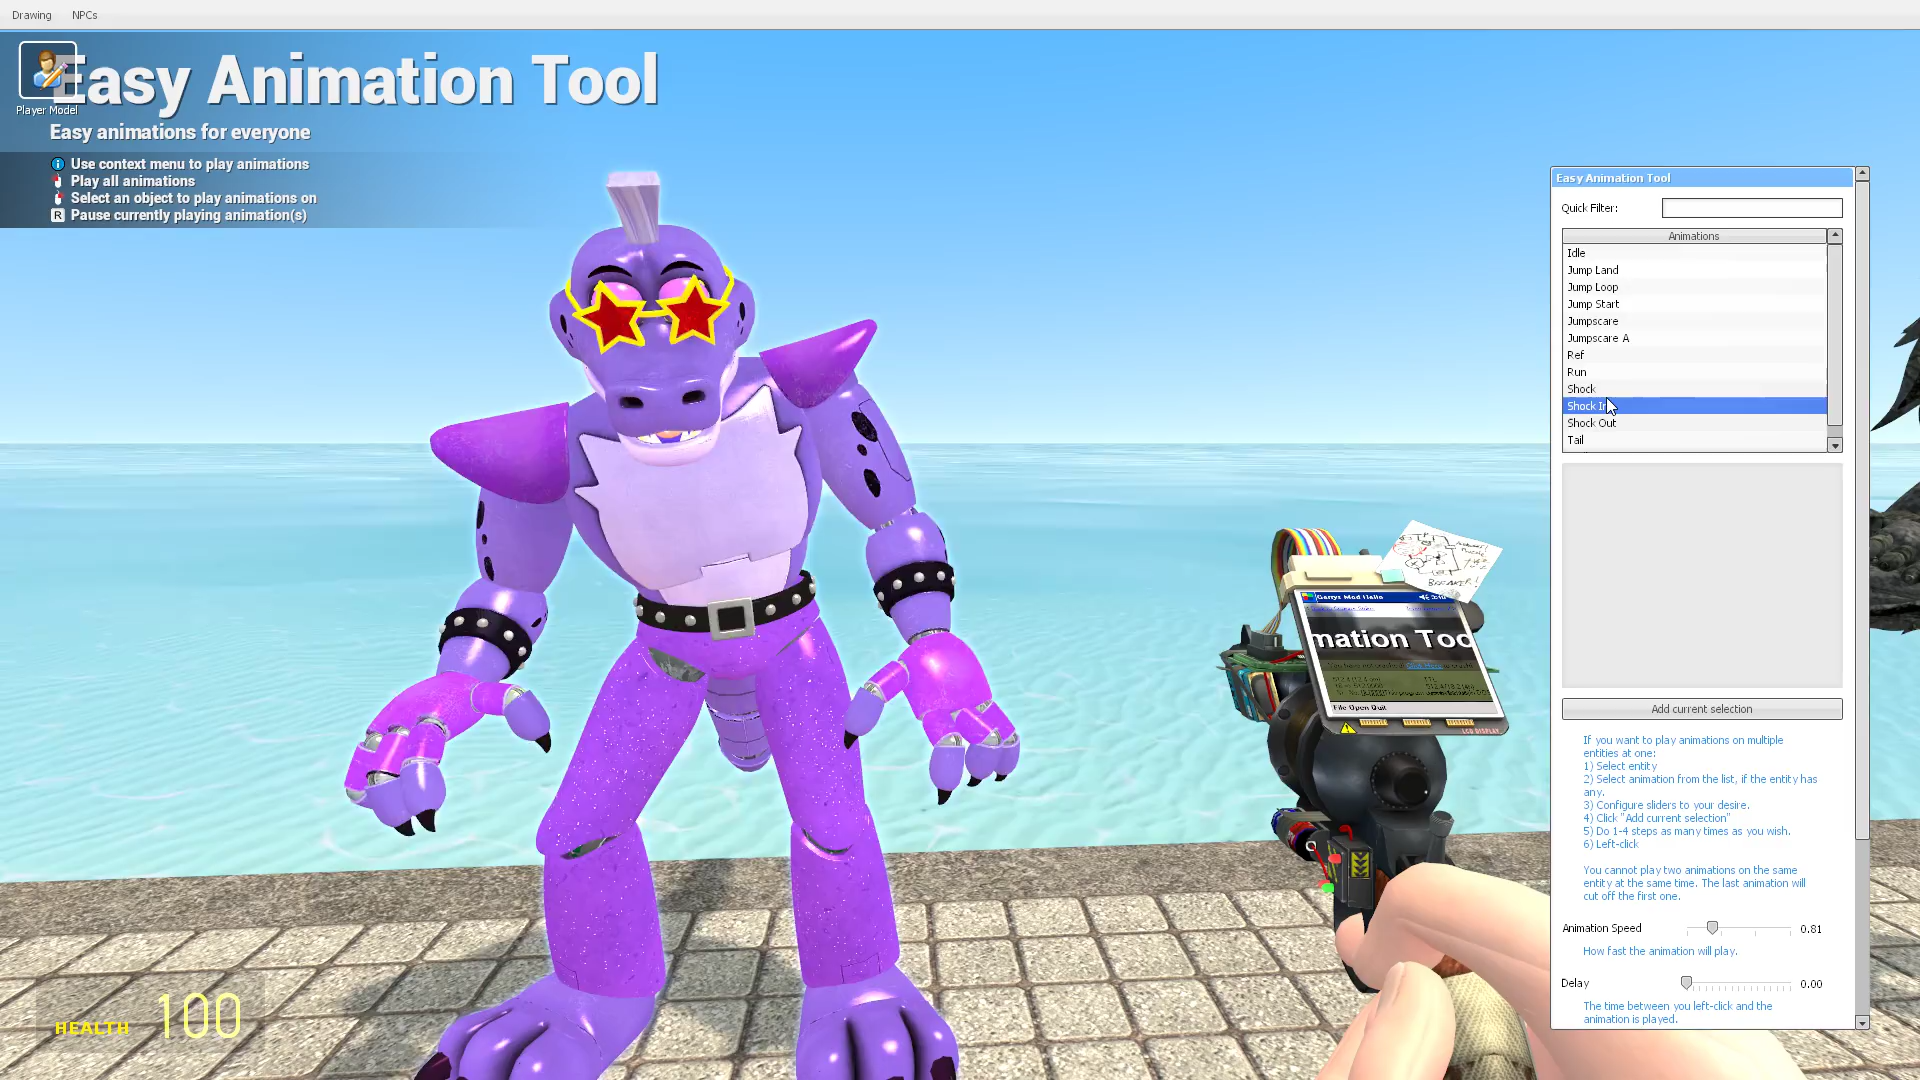 Drawing NPCs
Easy Animation Tool
Player Model
Easy animations for everyone
Use context menu to play animations
Play all animations
Select an object to play animations on
R Pause currently playing animation(s)
Easy Animation Tool
Quick Filter:
Animations
Idle
Jump Land
Jump Loop
Jump Start
Jumpscare
Jumpscare A
Ref
Run
Shock
Shock In
Shock Out
Tail
Add current selection
If you want to play animations on multiple
entities at one:
1) Select entity
2) Select animation from the list, if the entity has
any.
3) Configure sliders to your desire.
4) Click "Add current selection"
5) Do 1-4 steps as many times as you wish.
6) Left-click
You cannot play two animations on the same
entity at the same time. The last animation will
cut off the first one.
Animation Speed 0.81
How fast the animation will play.
Delay 0.00
The time between you left-click and the
animation is played.
BREAKER!
mation Too
File Open Quit
LCD DISPLAY
HEALTH 100